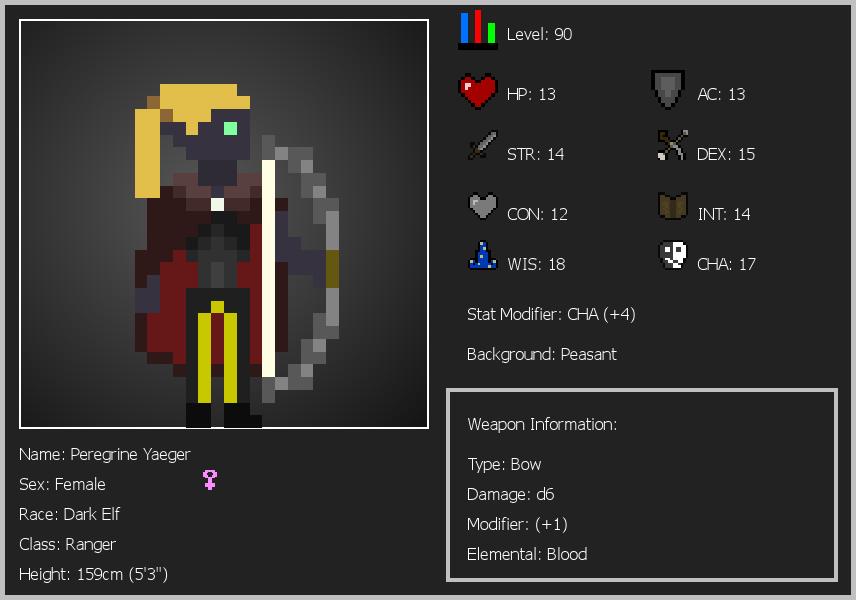 Level: 90
HP: 13
AC: 13
STR: 14
DEX: 15
CON: 12
INT: 14
WIS: 18
CHA: 17
Stat Modifier: CHA (+4)
Background: Peasant
Weapon Information:
Type: Bow
Damage: d6
Modifier: (+1)
Elemental: Blood
Name: Peregrine Yaeger
Sex: Female
Race: Dark Elf
Class: Ranger
Height: 159cm (5'3")